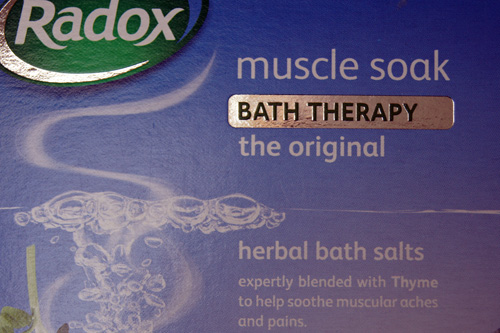 Radox
muscle soak
BATH THERAPY
the original
herbal bath salts
expertly blended with Thyme
to help soothe muscular aches
and pains.